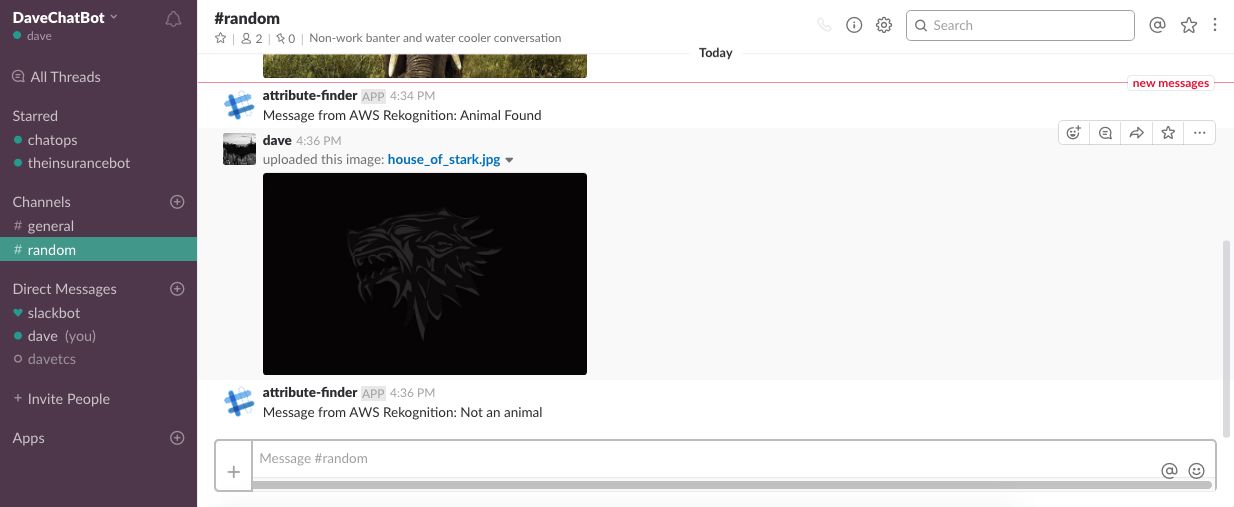 DaveChatBot
dave
All Threads
Starred
chatops
theinsurancebot
Channels
# general
# random
Direct Messages
slackbot
dave (you)
davetcs
+ Invite People
Apps
#random
2 | 0 | Non-work banter and water cooler conversation
Search
Today
new messages
attribute-finder APP 4:34 PM
Message from AWS Rekognition: Animal Found
dave 4:36 PM
uploaded this image: house_of_stark.jpg
attribute-finder APP 4:36 PM
Message from AWS Rekognition: Not an animal
Message #random